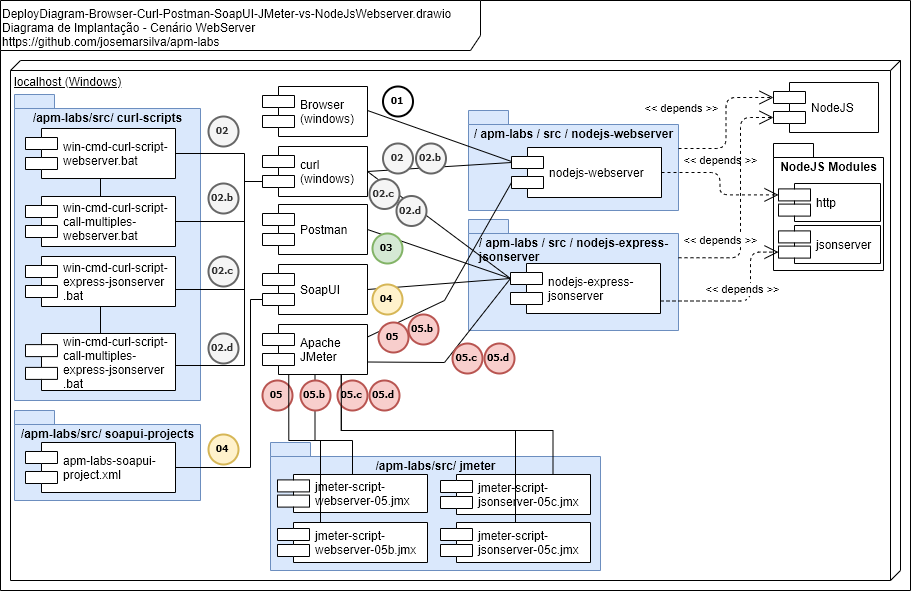 DeployDiagram-Browser-Curl-Postman-SoapUI-JMeter-vs-NodeJsWebserver.drawio
Diagrama de Implantação - Cenário WebServer
https://github.com/josemarsilva/apm-labs
localhost (Windows)
/apm-labs/src/ curl-scripts
win-cmd-curl-script-
webserver.bat
win-cmd-curl-script-
call-multiples-
webserver.bat
win-cmd-curl-script-
express-jsonserver
.bat
win-cmd-curl-script-
call-multiples-
express-jsonserver
.bat
02
02.b
02.c
02.d
/apm-labs/src/ soapui-projects
apm-labs-soapui-
project.xml
04
Browser
(windows)
curl
(windows)
Postman
SoapUI
Apache
JMeter
01
02
02.b
02.c
02.d
03
04
05
05.b
05.c
05.d
05
05.b
05.c
05.d
/ apm-labs / src / nodejs-webserver
nodejs-webserver
/ apm-labs / src / nodejs-express-
jsonserver
nodejs-express-
jsonserver
<< depends >>
<< depends >>
<< depends >>
<< depends >>
NodeJS
NodeJS Modules
http
jsonserver
/apm-labs/src/ jmeter
jmeter-script-
webserver-05.jmx
jmeter-script-
jsonserver-05c.jmx
jmeter-script-
webserver-05b.jmx
jmeter-script-
jsonserver-05c.jmx